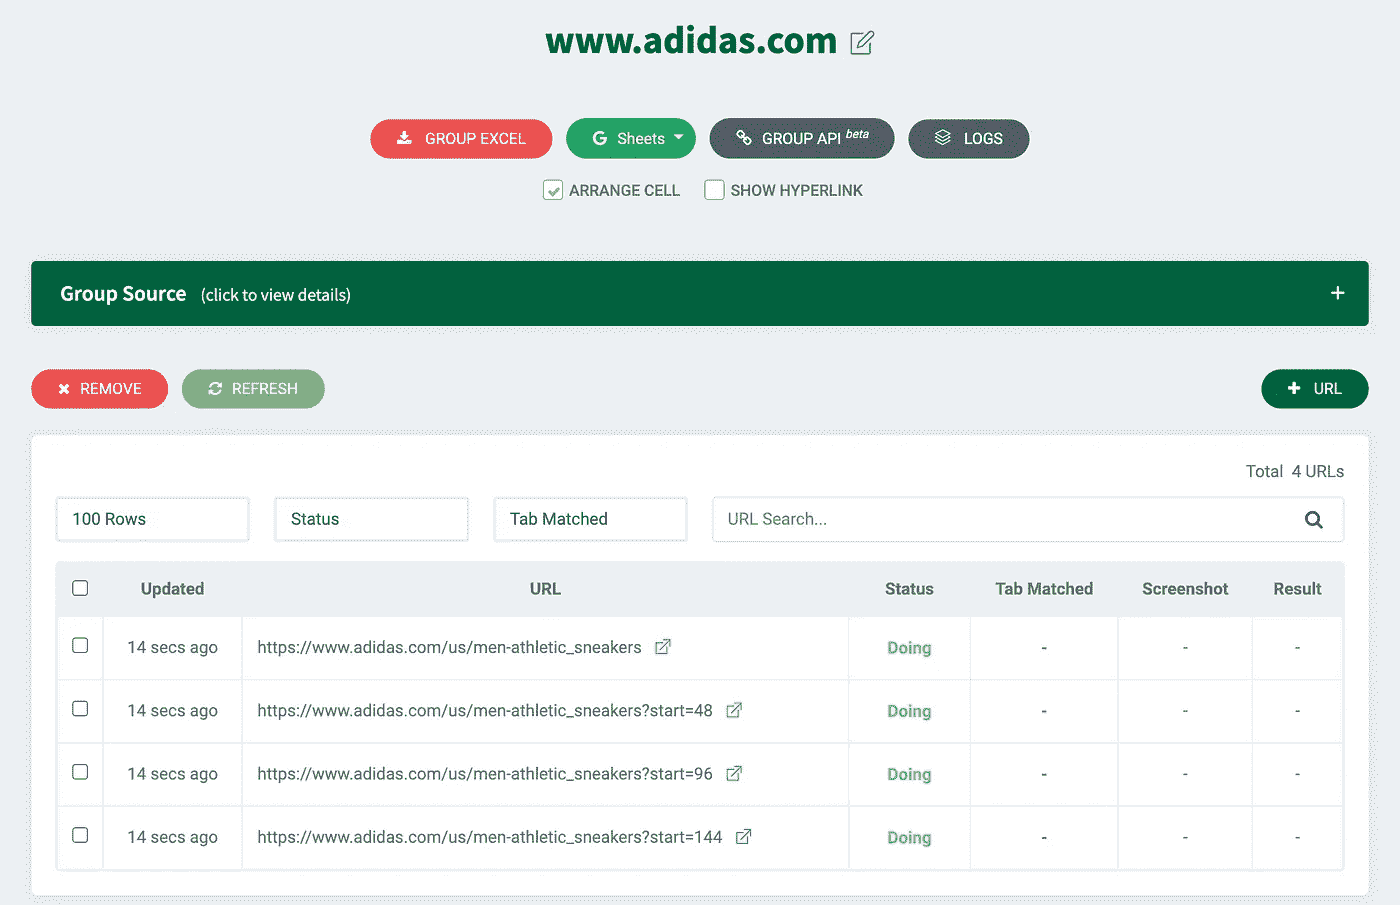 www.adidas.com
GROUP EXCEL Sheets GROUP API beta LOGS
ARRANGE CELL SHOW HYPERLINK
Group Source (click to view details) +
REMOVE REFRESH + URL
Total 4 URLs
100 Rows Status Tab Matched URL Search...
Updated URL Status Tab Matched Screenshot Result
14 secs ago https://www.adidas.com/us/men-athletic_sneakers Doing - - -
14 secs ago https://www.adidas.com/us/men-athletic_sneakers?start=48 Doing - - -
14 secs ago https://www.adidas.com/us/men-athletic_sneakers?start=96 Doing - - -
14 secs ago https://www.adidas.com/us/men-athletic_sneakers?start=144 Doing - - -